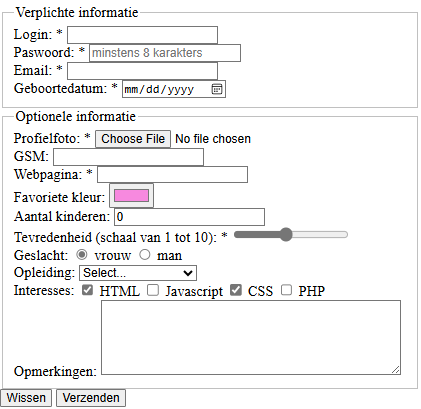 Verplichte informatie
Login: *
Paswoord: * minstens 8 karakters
Email: *
Geboortedatum: * mm/dd/yyyy
Optionele informatie
Profielfoto: * Choose File No file chosen
GSM:
Webpagina: *
Favoriete kleur:
Aantal kinderen: 0
Tevredenheid (schaal van 1 tot 10): *
Geslacht: vrouw man
Opleiding: Select...
Interesses: HTML Javascript CSS PHP
Opmerkingen:
Wissen Verzenden